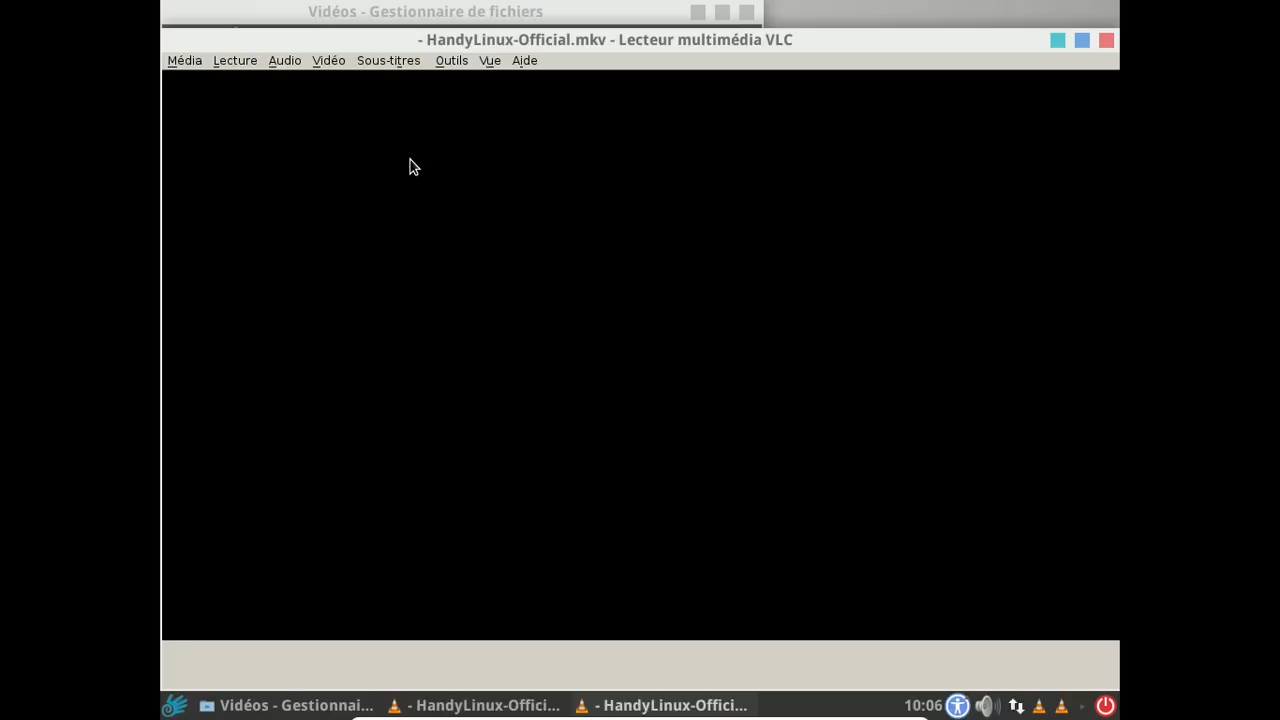 Vidéos - Gestionnaire de fichiers
- HandyLinux-Official.mkv - Lecteur multimédia VLC
Média Lecture Audio Vidéo Sous-titres Outils Vue Aide
Vidéos - Gestionnai... - HandyLinux-Offici... - HandyLinux-Offici... 10:06